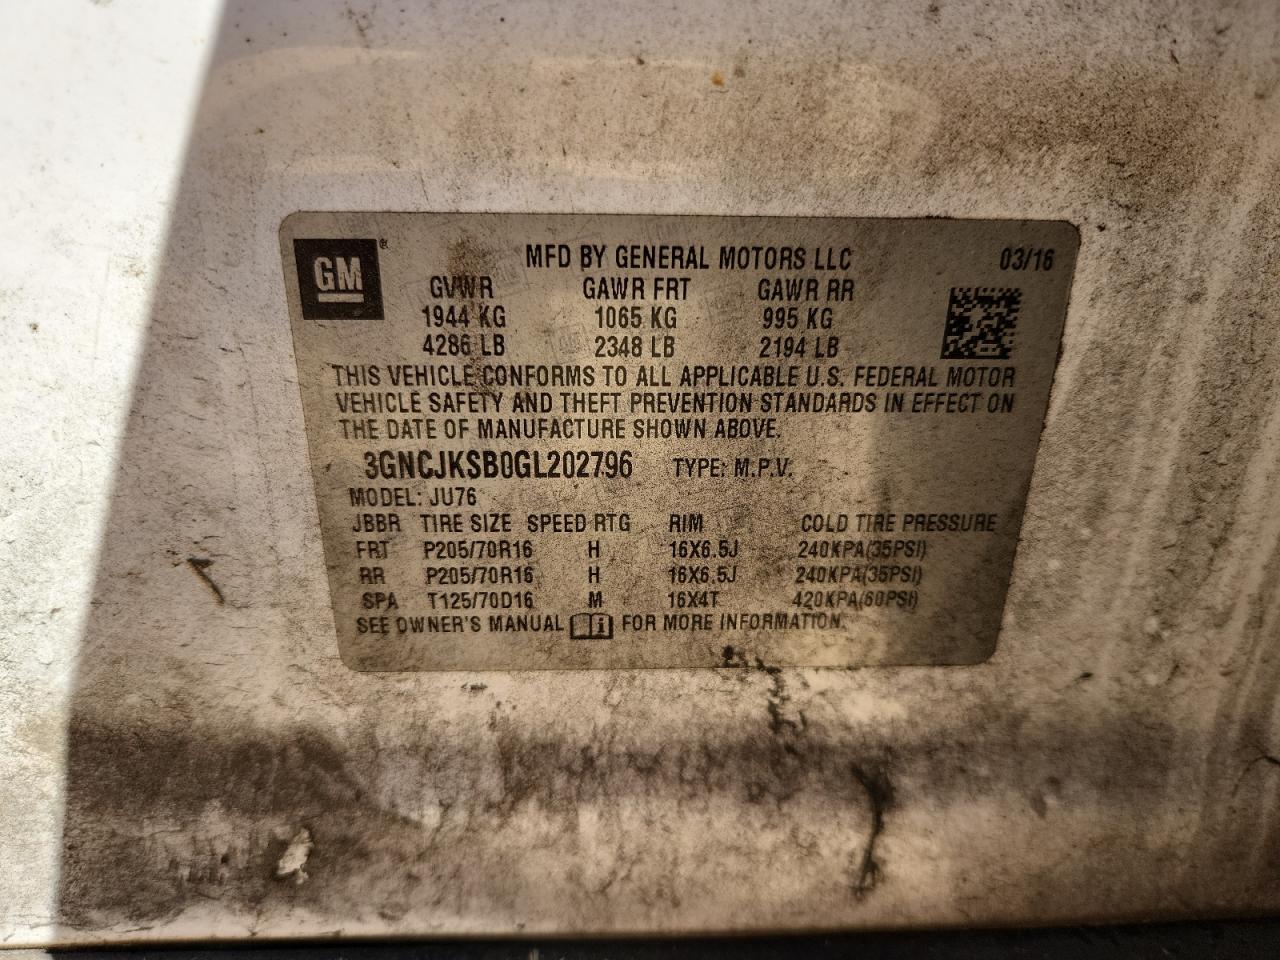 GM®
MFD BY GENERAL MOTORS LLC 03/16
GVWR GAWR FRT GAWR RR
1944 KG 1065 KG 995 KG
4286 LB 2348 LB 2194 LB
THIS VEHICLE CONFORMS TO ALL APPLICABLE U.S. FEDERAL MOTOR
VEHICLE SAFETY AND THEFT PREVENTION STANDARDS IN EFFECT ON
THE DATE OF MANUFACTURE SHOWN ABOVE.
3GNCJKSB0GL202796 TYPE: M.P.V.
MODEL: JU76
JBBR TIRE SIZE SPEED RTG RIM COLD TIRE PRESSURE
FRT P205/70R16 H 16X6.5J 240KPA(35PSI)
RR P205/70R16 H 16X6.5J 240KPA(35PSI)
SPA T125/70D16 M 16X4T 420KPA(60PSI)
SEE OWNER'S MANUAL i FOR MORE INFORMATION.